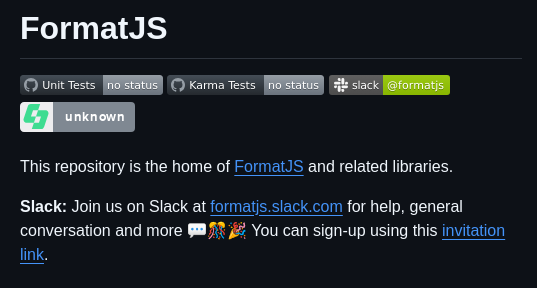 FormatJS
Unit Tests no status Karma Tests no status slack @formatjs
unknown
This repository is the home of FormatJS and related libraries.
Slack: Join us on Slack at formatjs.slack.com for help, general
conversation and more 💬🎊🎉 You can sign-up using this invitation
link.